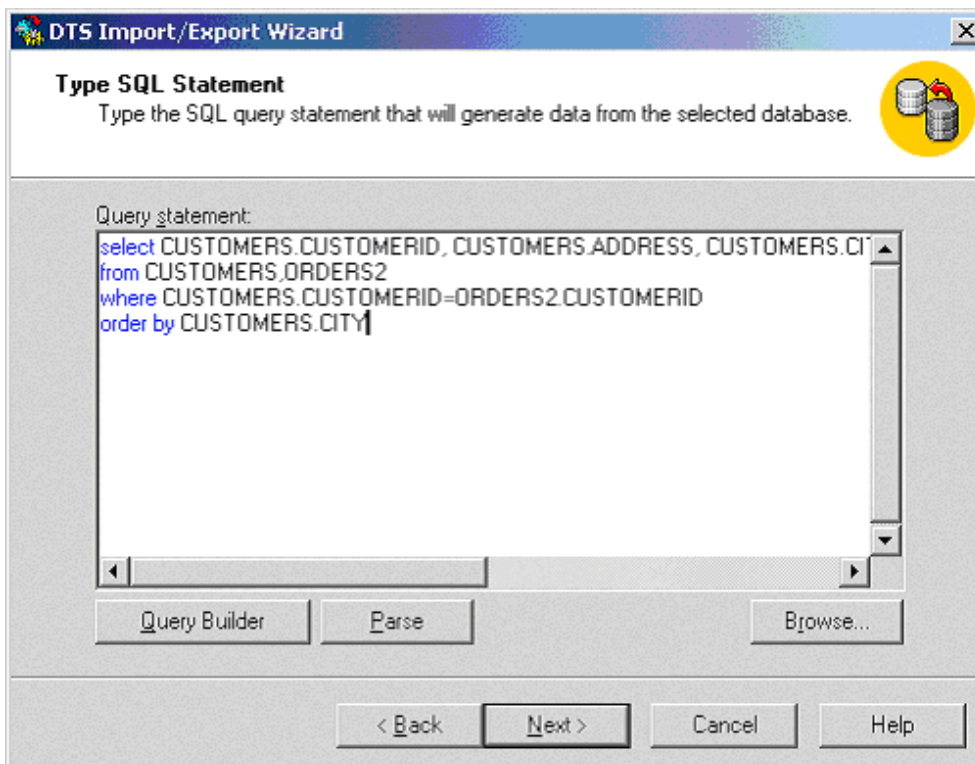 DTS Import/Export Wizard
Type SQL Statement
Type the SQL query statement that will generate data from the selected database.
Query statement:
select CUSTOMERS.CUSTOMERID, CUSTOMERS.ADDRESS, CUSTOMERS.CIT
from CUSTOMERS,ORDERS2
where CUSTOMERS.CUSTOMERID=ORDERS2.CUSTOMERID
order by CUSTOMERS.CITY
Query Builder
Parse
Browse...
< Back
Next >
Cancel
Help